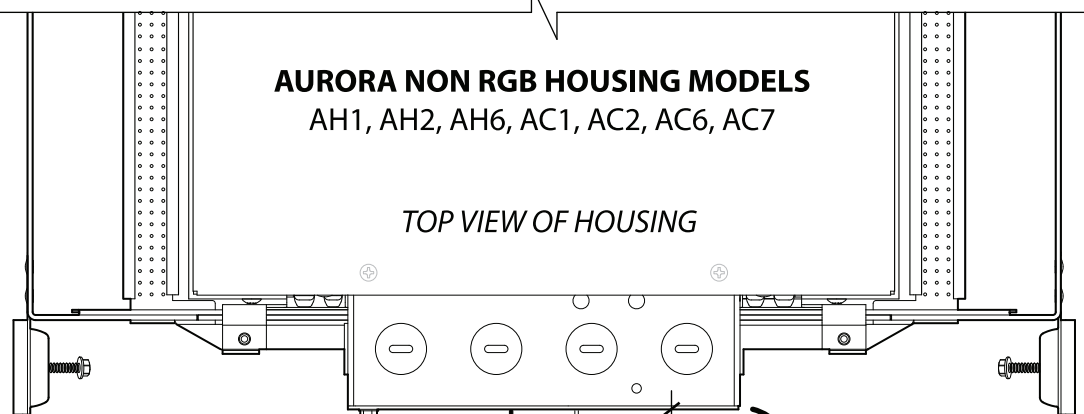 AURORA NON RGB HOUSING MODELS
AH1, AH2, AH6, AC1, AC2, AC6, AC7
TOP VIEW OF HOUSING